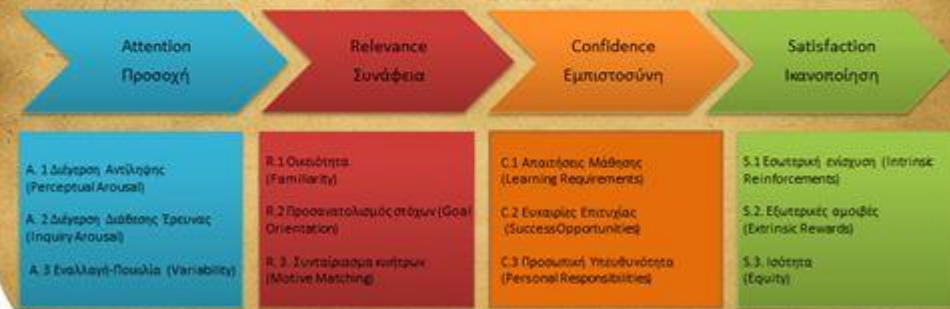 Attention
Προσοχή
Relevance
Συνάφεια
Confidence
Εμπιστοσύνη
Satisfaction
Ικανοποίηση
A. 1 Διέγερση Αντίληψης
(Perceptual Arousal)
A. 2 Διέγερση Διάθεσης Έρευνας
(Inquiry Arousal)
A. 3 Εναλλαγή-Ποικιλία (Variability)
R.1 Οικειότητα
(Familiarity)
R.2 Προσανατολισμός στόχων (Goal
Orientation)
R. 3. Συνταίριασμα κινήτρων
(Motive Matching)
C.1 Απαιτήσεις Μάθησης
(Learning Requirements)
C.2 Ευκαιρίες Επιτυχίας
(Success Opportunities)
C.3 Προσωπική Υπευθυνότητα
(Personal Responsibilities)
S.1 Εσωτερική ενίσχυση (Intrinsic
Reinforcements)
S.2. Εξωτερικές αμοιβές
(Extrinsic Rewards)
S.3. Ισότητα
(Equity)